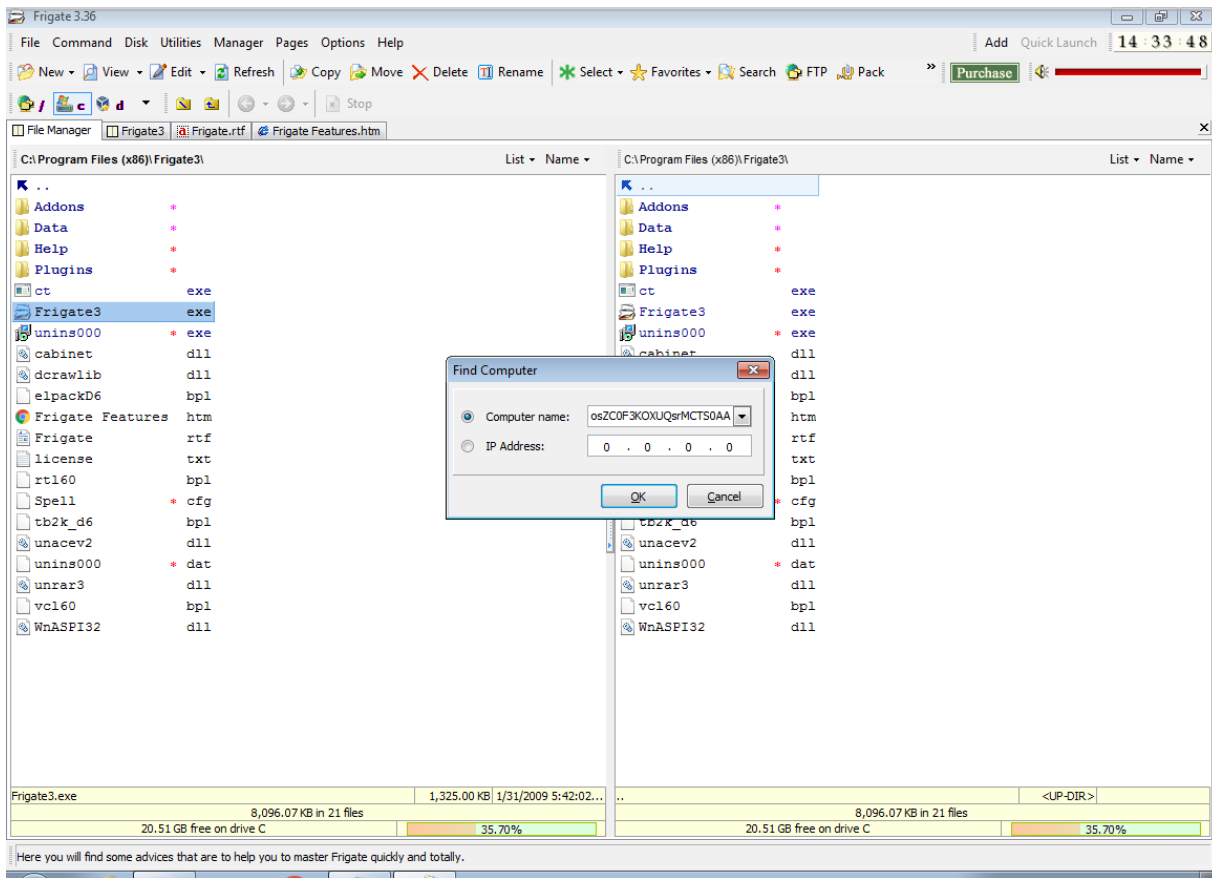 Frigate 3.36
File Command Disk Utilities Manager Pages Options Help Add Quick Launch 14:33:48
New View Edit Refresh Copy Move Delete Rename Select Favorites Search FTP Pack » Purchase
/ c d Stop
File Manager Frigate3 Frigate.rtf Frigate Features.htm
C:\Program Files (x86)\Frigate3\ List Name C:\Program Files (x86)\Frigate3\ List Name
.. ..
Addons * Addons *
Data * Data *
Help * Help *
Plugins * Plugins *
ct exe ct exe
Frigate3 exe Frigate3 exe
unins000 * exe unins000 * exe
cabinet dll cabinet dll
Find Computer
dcrawlib dll dll
elpackD6 bpl bpl
Computer name: osZC0F3KOXUQsrMCTS0AA
Frigate Features htm htm
IP Address: 0 . 0 . 0 . 0
Frigate rtf rtf
license txt txt
rtl60 bpl bpl
OK Cancel
Spell * cfg * cfg
tb2k_d6 bpl tb2k_d6 bpl
unacev2 dll unacev2 dll
unins000 * dat unins000 * dat
unrar3 dll unrar3 dll
vcl60 bpl vcl60 bpl
WnASPI32 dll WnASPI32 dll
Frigate3.exe 1,325.00 KB 1/31/2009 5:42:02... .. <UP-DIR>
8,096.07 KB in 21 files 8,096.07 KB in 21 files
20.51 GB free on drive C 35.70% 20.51 GB free on drive C 35.70%
Here you will find some advices that are to help you to master Frigate quickly and totally.